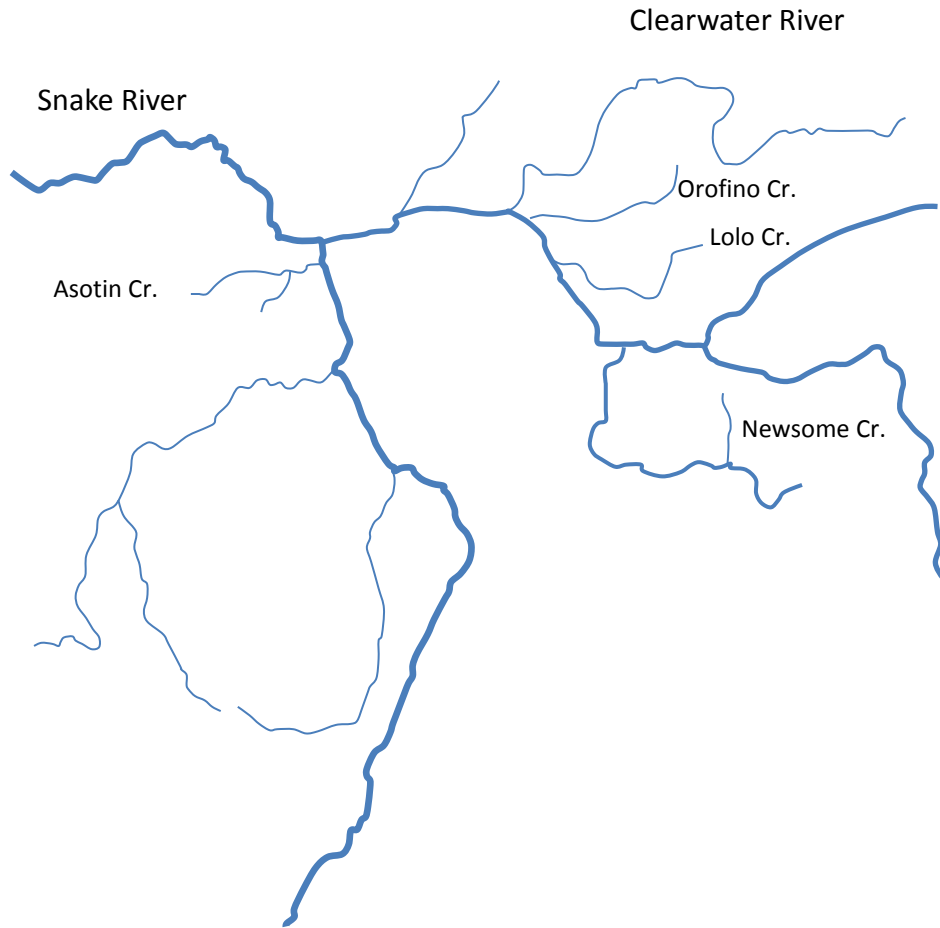 Clearwater River
Snake River
Orofino Cr.
Lolo Cr.
Asotin Cr.
Newsome Cr.